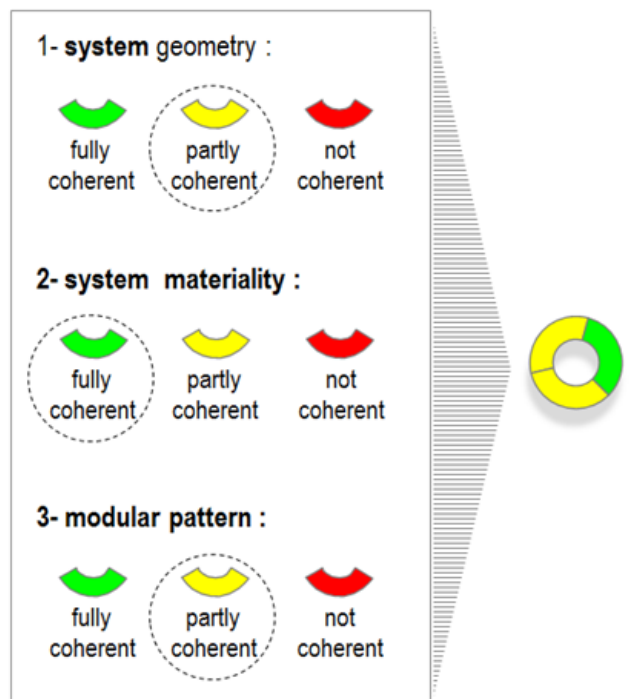 1- system geometry :
fully partly not
coherent coherent coherent
2- system materiality :
fully partly not
coherent coherent coherent
3- modular pattern :
fully partly not
coherent coherent coherent